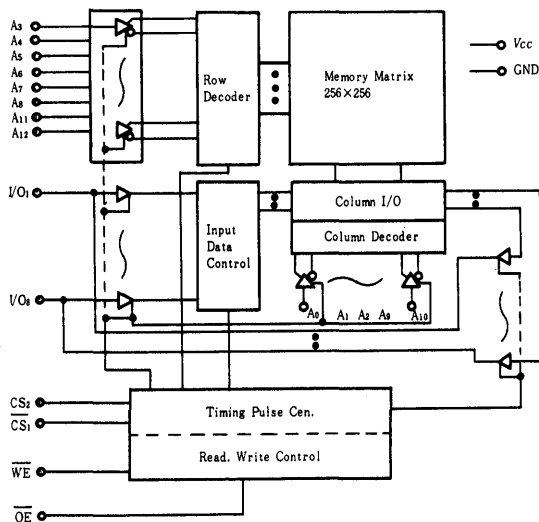 A3
A4
A5
A6
A7
A8
A11
A12
Row
Decoder
Memory Matrix
256×256
Vcc
GND
I/O1
Input
Data
Control
Column I/O
Column Decoder
I/O8
A0 A1 A2 A9 A10
CS2
CS1
Timing Pulse Cen.
Read. Write Control
WE
OE